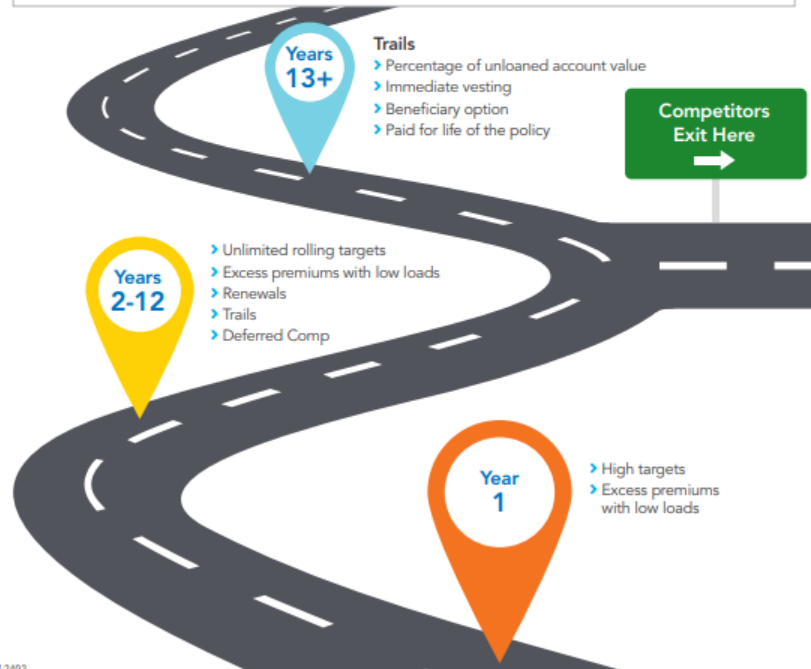 Years
13+
Trails
Percentage of unloaned account value
Immediate vesting
Beneficiary option
Paid for life of the policy
Competitors
Exit Here
Years
2-12
Unlimited rolling targets
Excess premiums with low loads
Renewals
Trails
Deferred Comp
Year
1
High targets
Excess premiums
with low loads